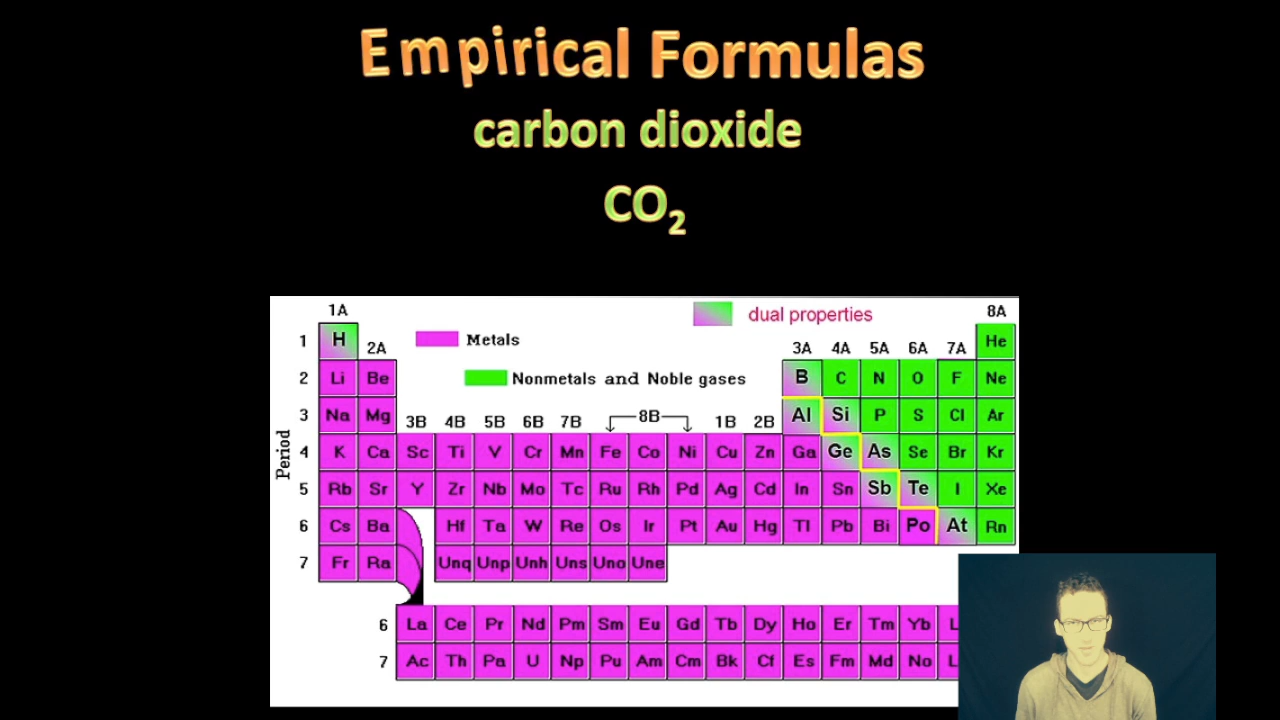 Empirical Formulas
carbon dioxide
CO₂
1A 8A
dual properties
1 H Metals He
2A 3A 4A 5A 6A 7A
2 Li Be Nonmetals and Noble gases B C N O F Ne
3 Na Mg Al Si P S Cl Ar
3B 4B 5B 6B 7B 8B 1B 2B
Period
4 K Ca Sc Ti V Cr Mn Fe Co Ni Cu Zn Ga Ge As Se Br Kr
5 Rb Sr Y Zr Nb Mo Tc Ru Rh Pd Ag Cd In Sn Sb Te I Xe
6 Cs Ba Hf Ta W Re Os Ir Pt Au Hg Tl Pb Bi Po At Rn
7 Fr Ra Unq Unp Unh Uns Uno Une
6 La Ce Pr Nd Pm Sm Eu Gd Tb Dy Ho Er Tm Yb L
7 Ac Th Pa U Np Pu Am Cm Bk Cf Es Fm Md No L